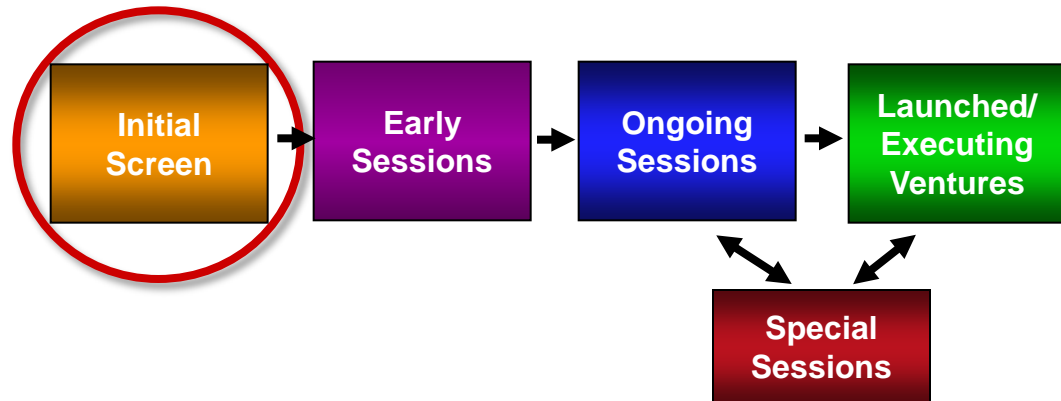 Initial
Screen
Early
Sessions
Ongoing
Sessions
Launched/
Executing
Ventures
Special
Sessions